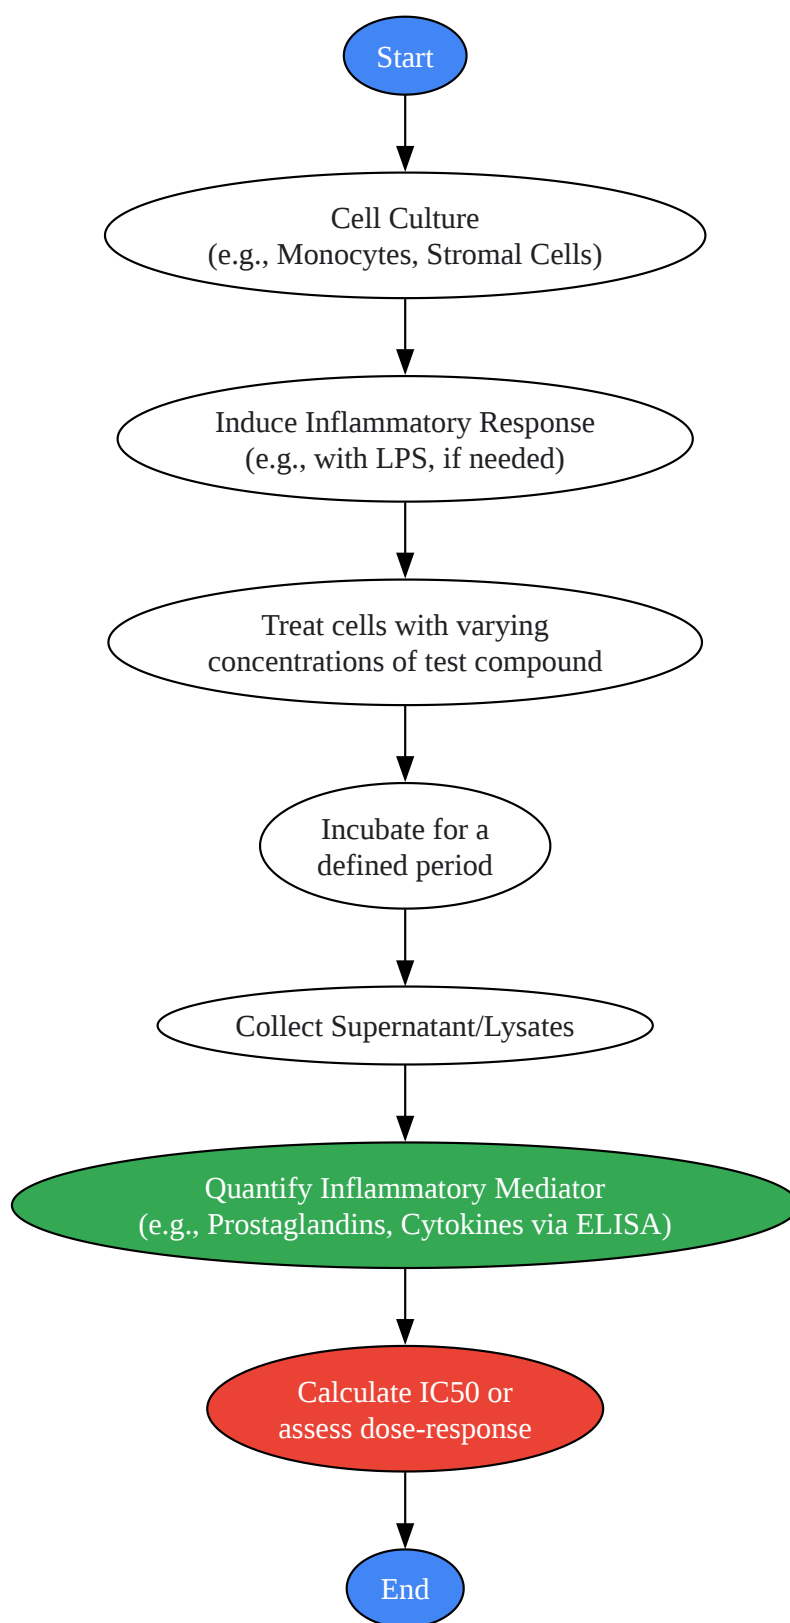 Start
Cell Culture
(e.g., Monocytes, Stromal Cells)
Induce Inflammatory Response
(e.g., with LPS, if needed)
Treat cells with varying
concentrations of test compound
Incubate for a
defined period
Collect Supernatant/Lysates
Quantify Inflammatory Mediator
(e.g., Prostaglandins, Cytokines via ELISA)
Calculate IC50 or
assess dose-response
End